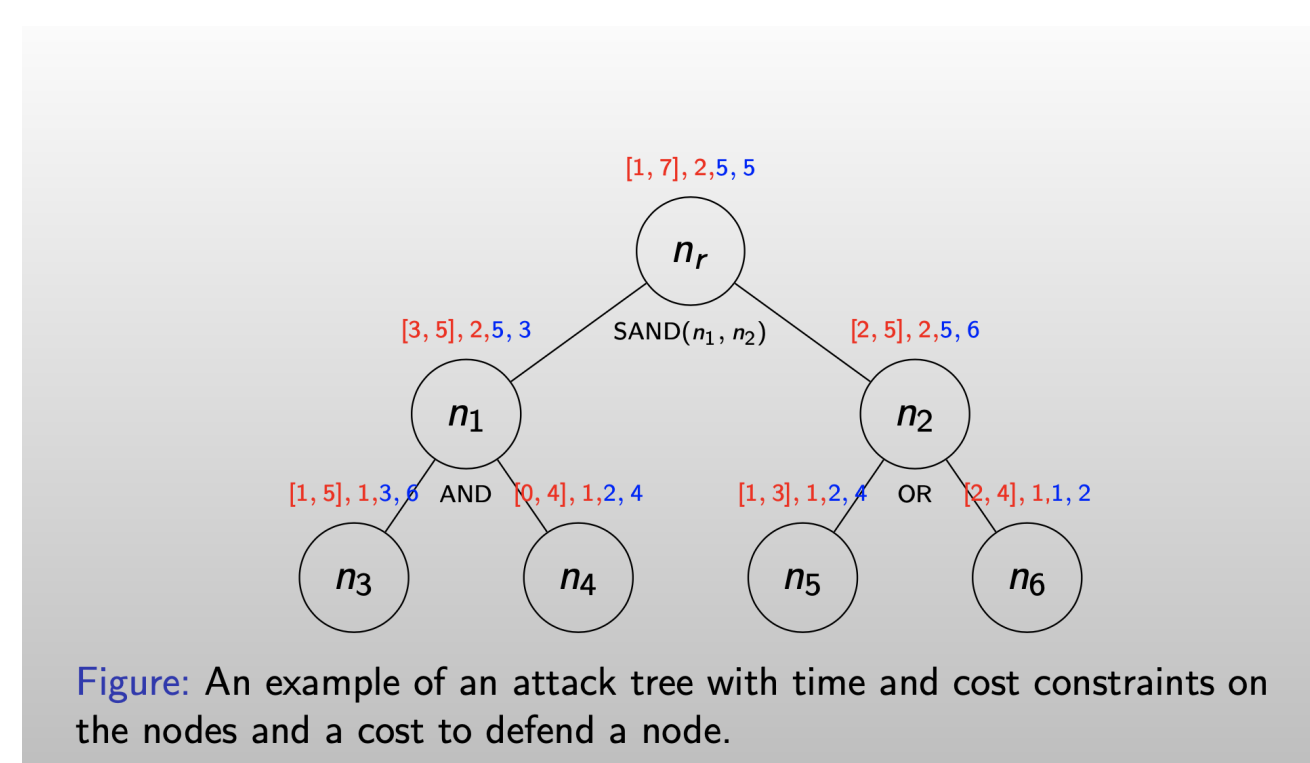 [1, 7], 2,5, 5
n_r
[3, 5], 2,5, 3
SAND(n_1, n_2)
[2, 5], 2,5, 6
n_1
n_2
[1, 5], 1,3, 6
AND
[0, 4], 1,2, 4
[1, 3], 1,2, 4
OR
[2, 4], 1,1, 2
n_3
n_4
n_5
n_6
Figure: An example of an attack tree with time and cost constraints on
the nodes and a cost to defend a node.